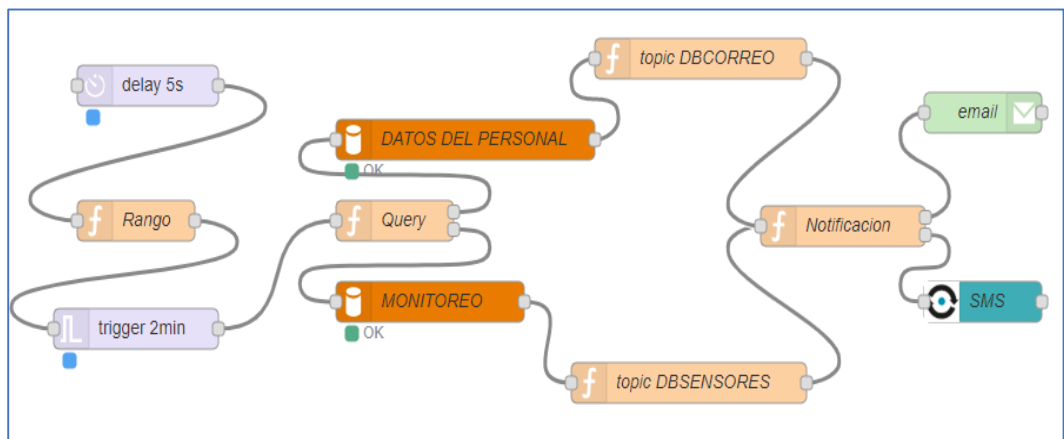 delay 5s
Rango
trigger 2min
DATOS DEL PERSONAL
OK
Query
MONITOREO
OK
topic DBCORREO
topic DBSENSORES
Notificacion
email
SMS